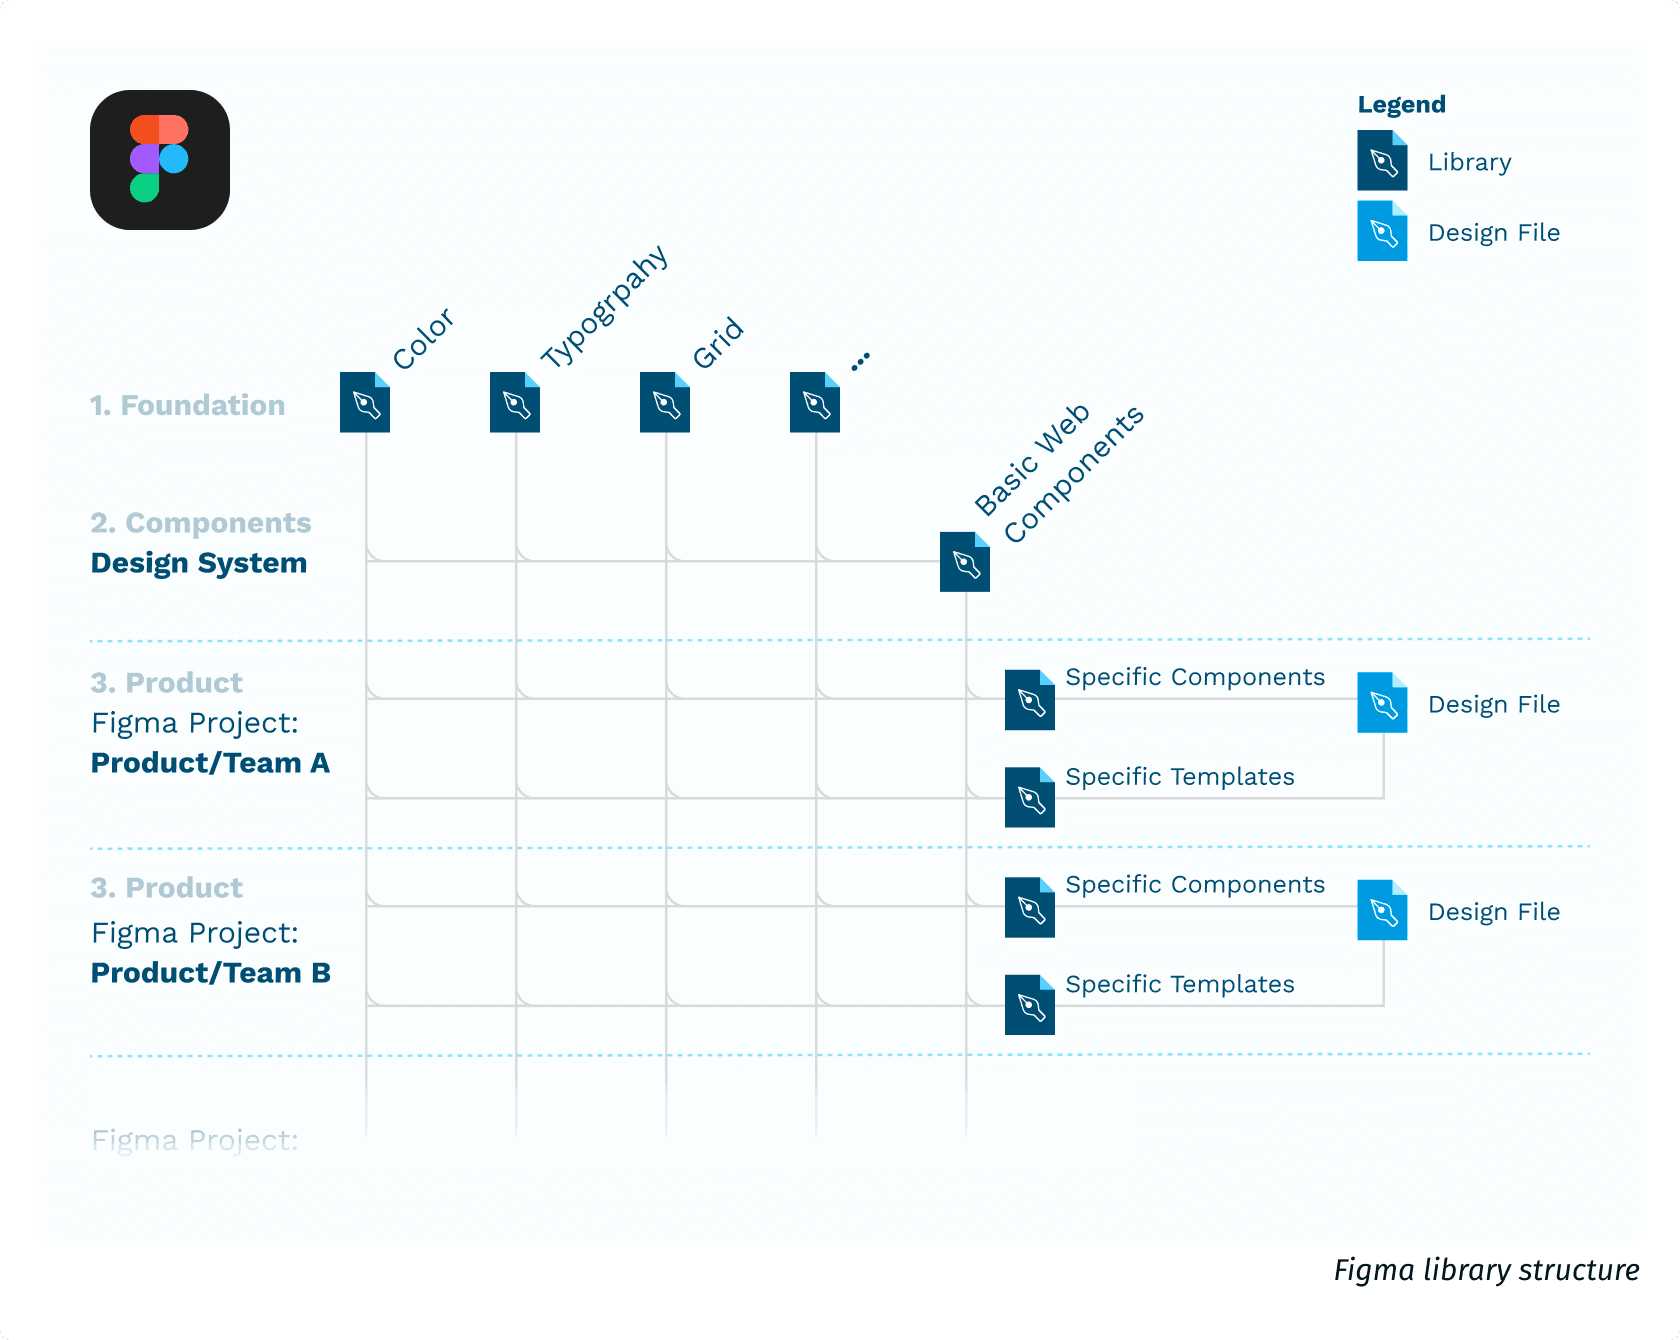 Legend
Library
Design File
Color
Typogrpahy
Grid
...
1. Foundation
Basic Web
Components
2. Components
Design System
3. Product
Figma Project:
Product/Team A
Specific Components
Design File
Specific Templates
3. Product
Figma Project:
Product/Team B
Specific Components
Design File
Specific Templates
Figma Project:
Figma library structure